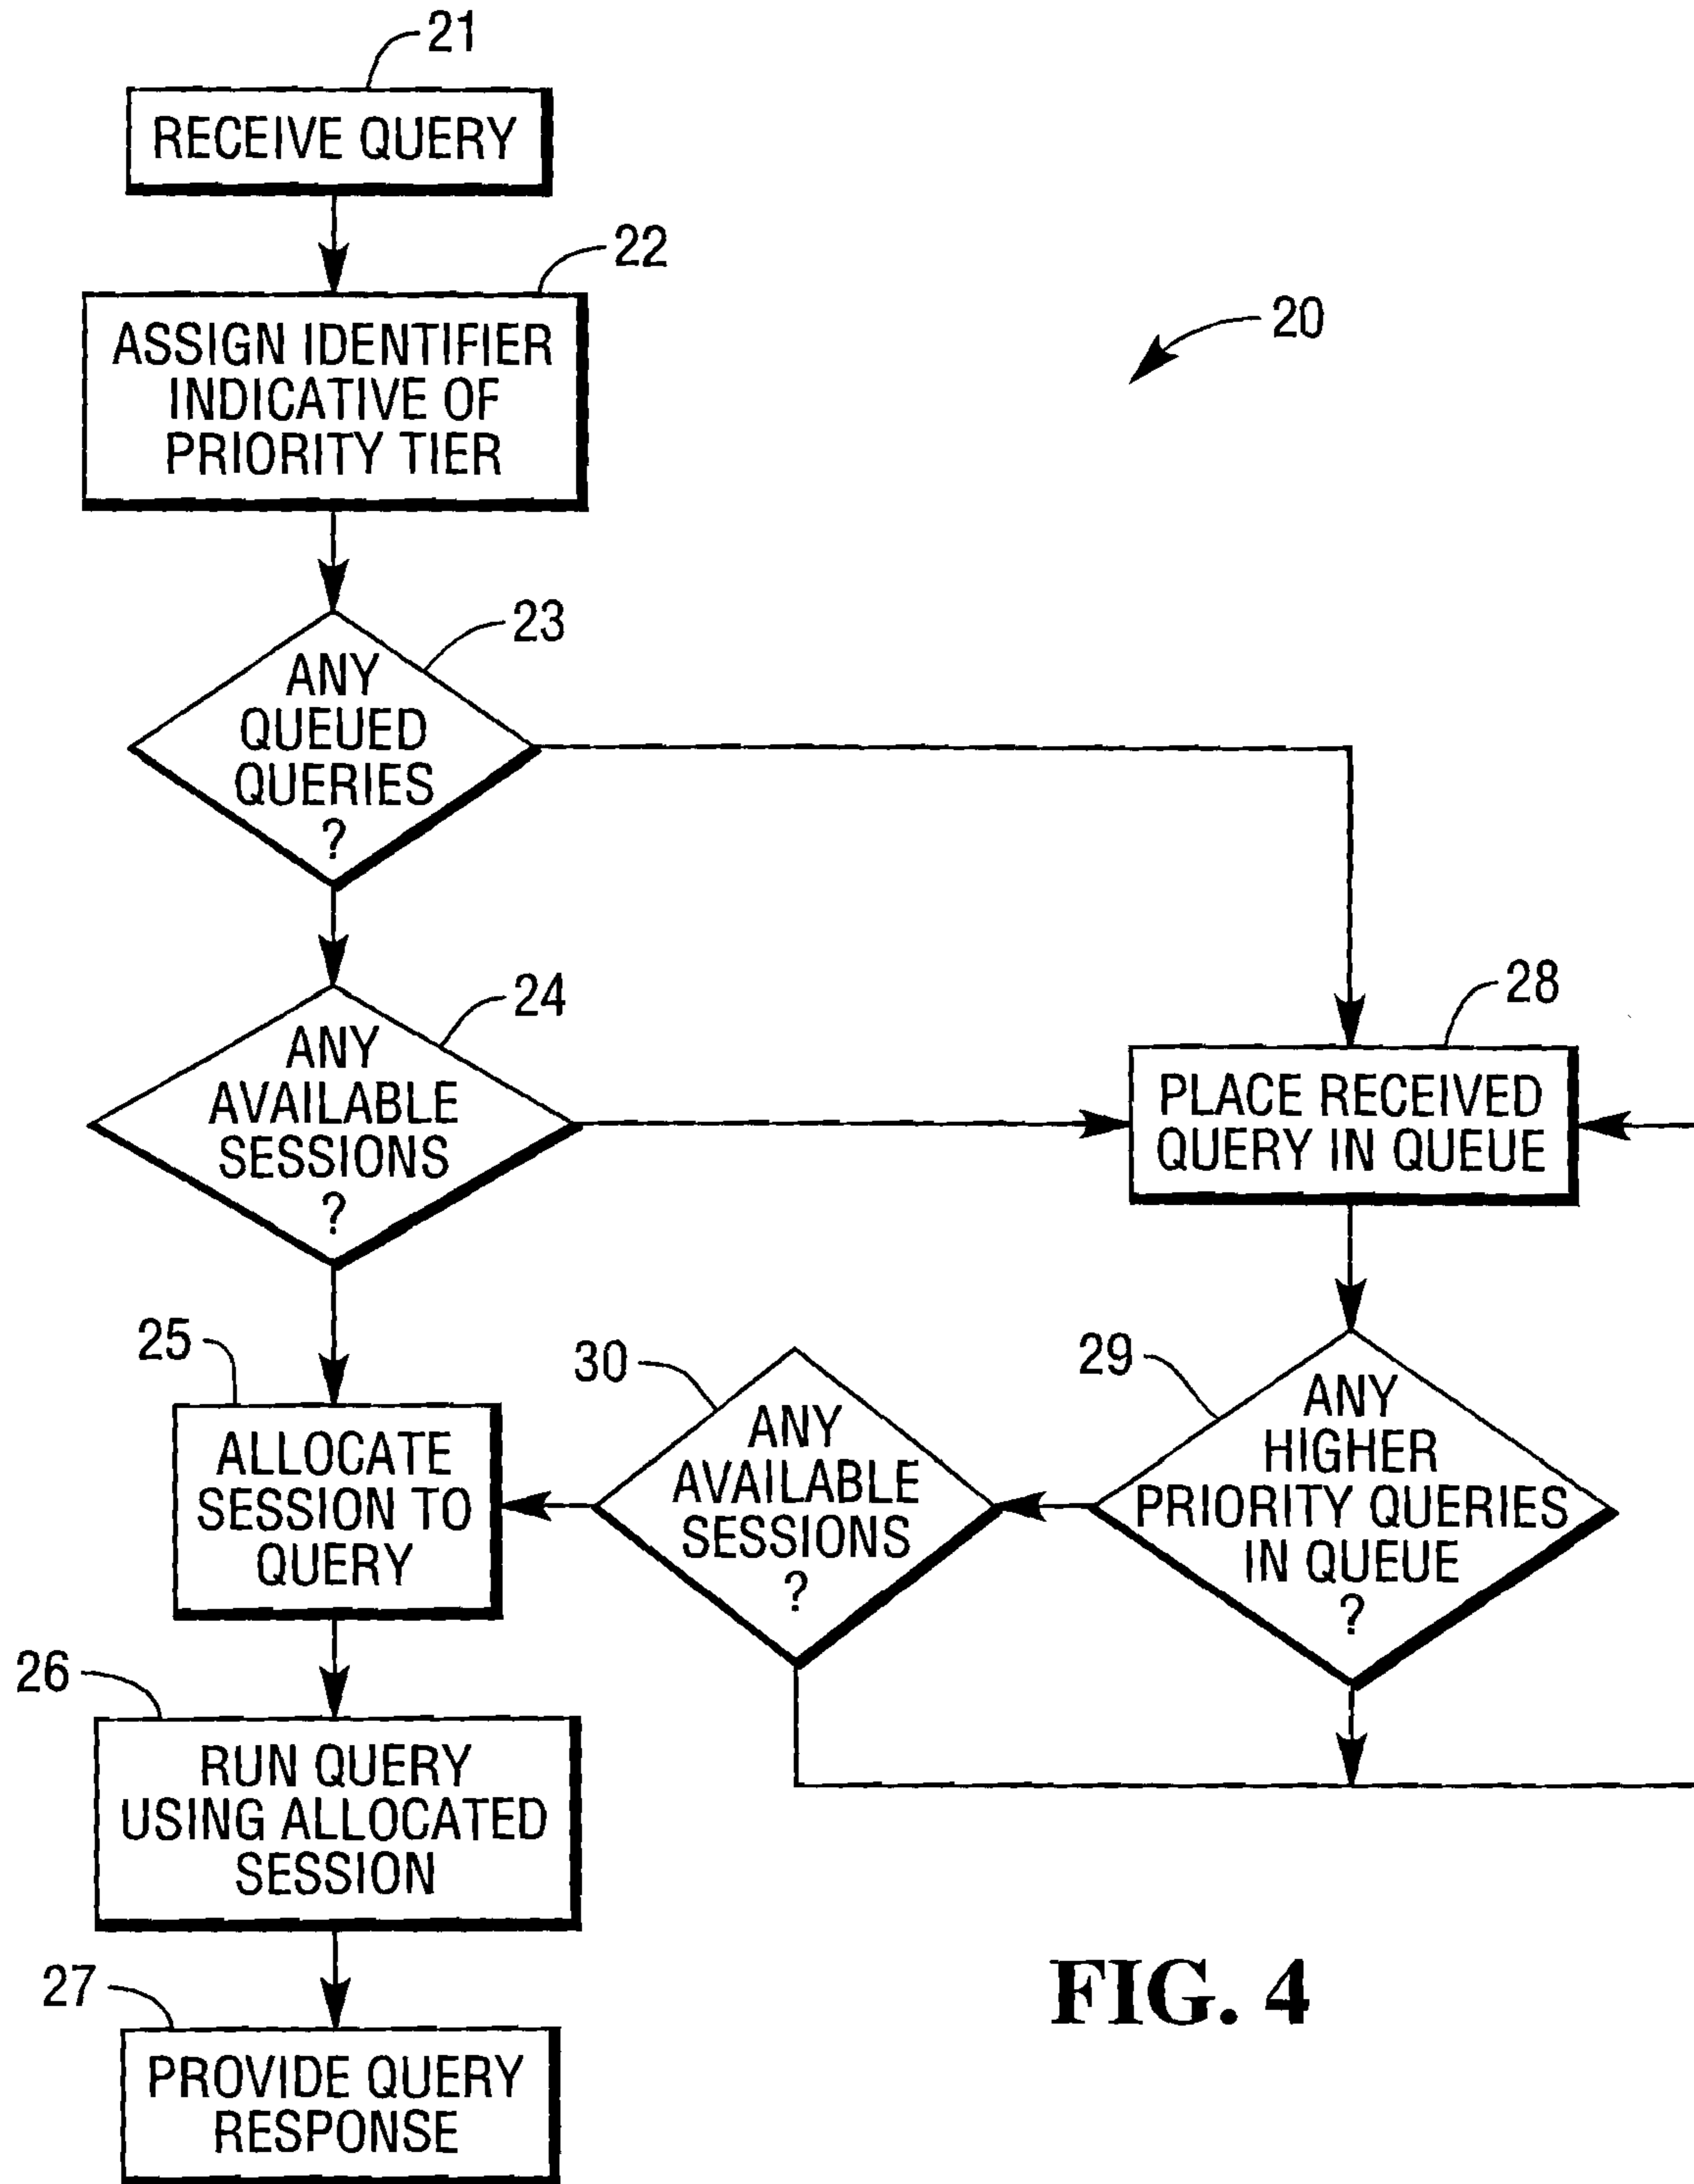 21
RECEIVE QUERY
22
ASSIGN IDENTIFIER
INDICATIVE OF
PRIORITY TIER
20
23
ANY
QUEUED
QUERIES
?
24
ANY
AVAILABLE
SESSIONS
?
28
PLACE RECEIVED
QUERY IN QUEUE
25
ALLOCATE
SESSION TO
QUERY
30
ANY
AVAILABLE
SESSIONS
?
29
ANY
HIGHER
PRIORITY QUERIES
IN QUEUE
?
26
RUN QUERY
USING ALLOCATED
SESSION
27
PROVIDE QUERY
RESPONSE
FIG. 4